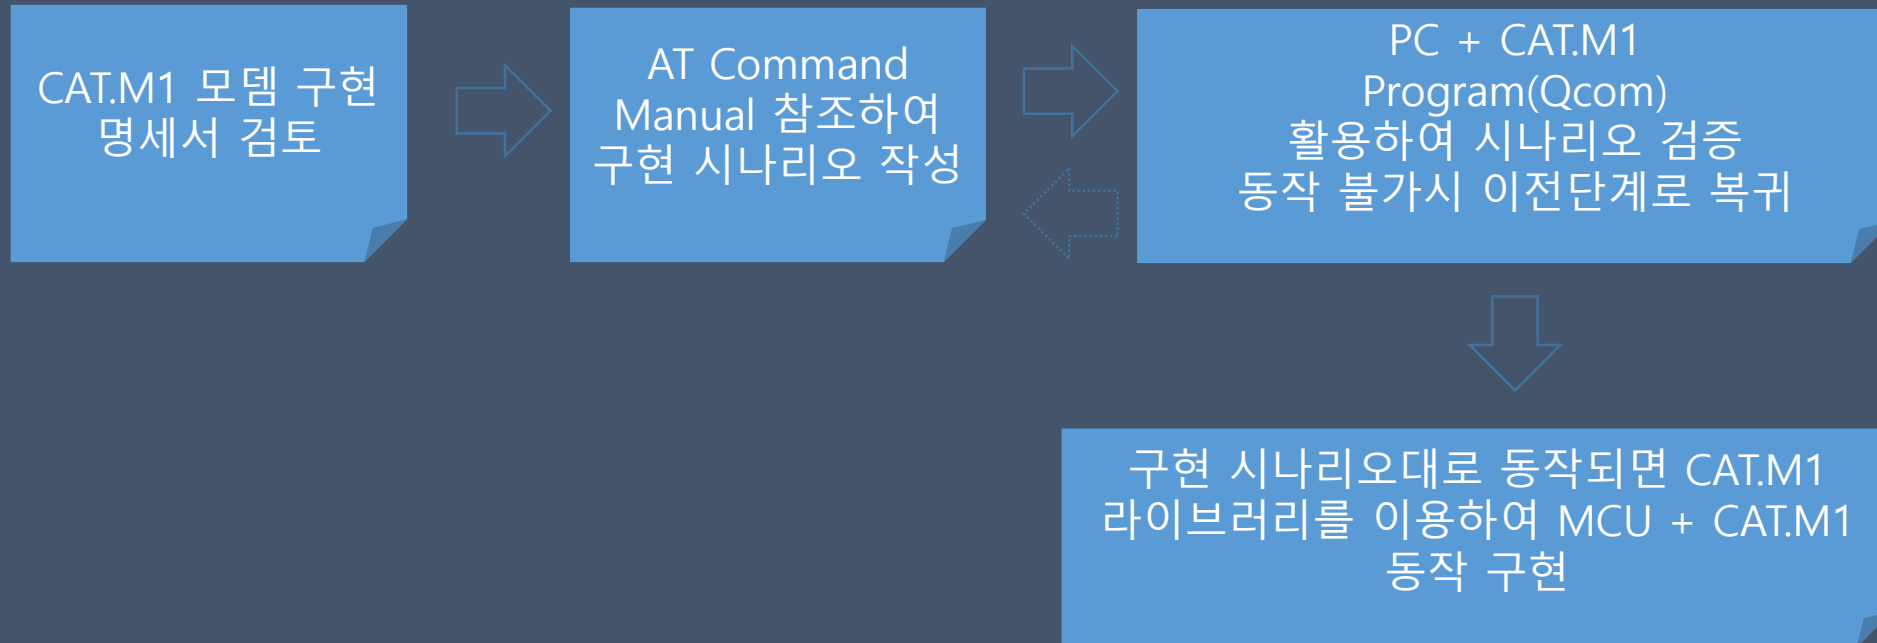 CAT.M1 모뎀 구현
명세서 검토
AT Command
Manual 참조하여
구현 시나리오 작성
PC + CAT.M1
Program(Qcom)
활용하여 시나리오 검증
동작 불가시 이전단계로 복귀
구현 시나리오대로 동작되면 CAT.M1
라이브러리를 이용하여 MCU + CAT.M1
동작 구현